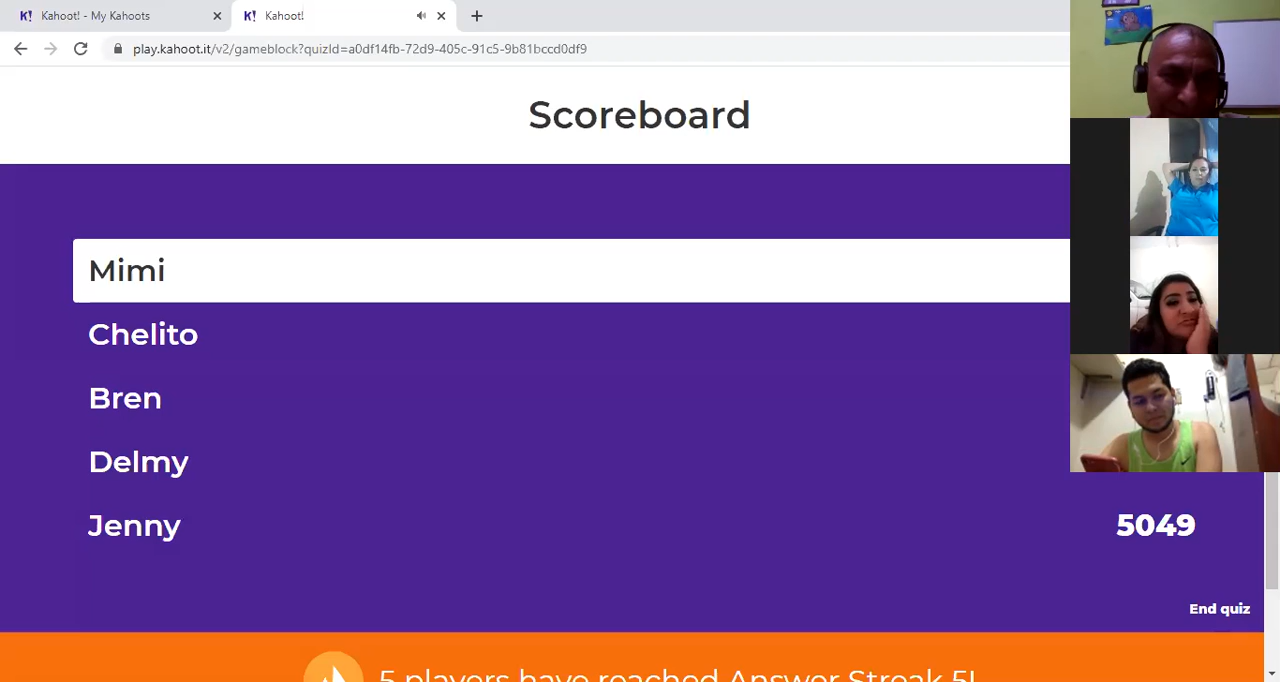 K! Kahoot! - My Kahoots
K! Kahoot!
play.kahoot.it/v2/gameblock?quizId=a0df14fb-72d9-405c-91c5-9b81bccd0df9
Scoreboard
Mimi
Chelito
Bren
Delmy
Jenny 5049
End quiz
5 players have reached Answer Streak 5!